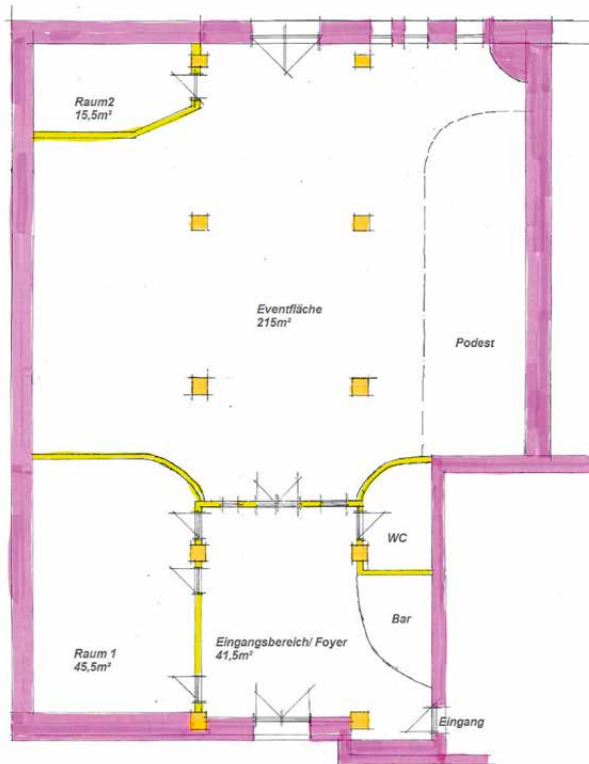 Raum2
15,5m²
Eventfläche
215m²
Podest
WC
Bar
Raum 1
45,5m²
Eingangsbereich/ Foyer
41,5m²
Eingang